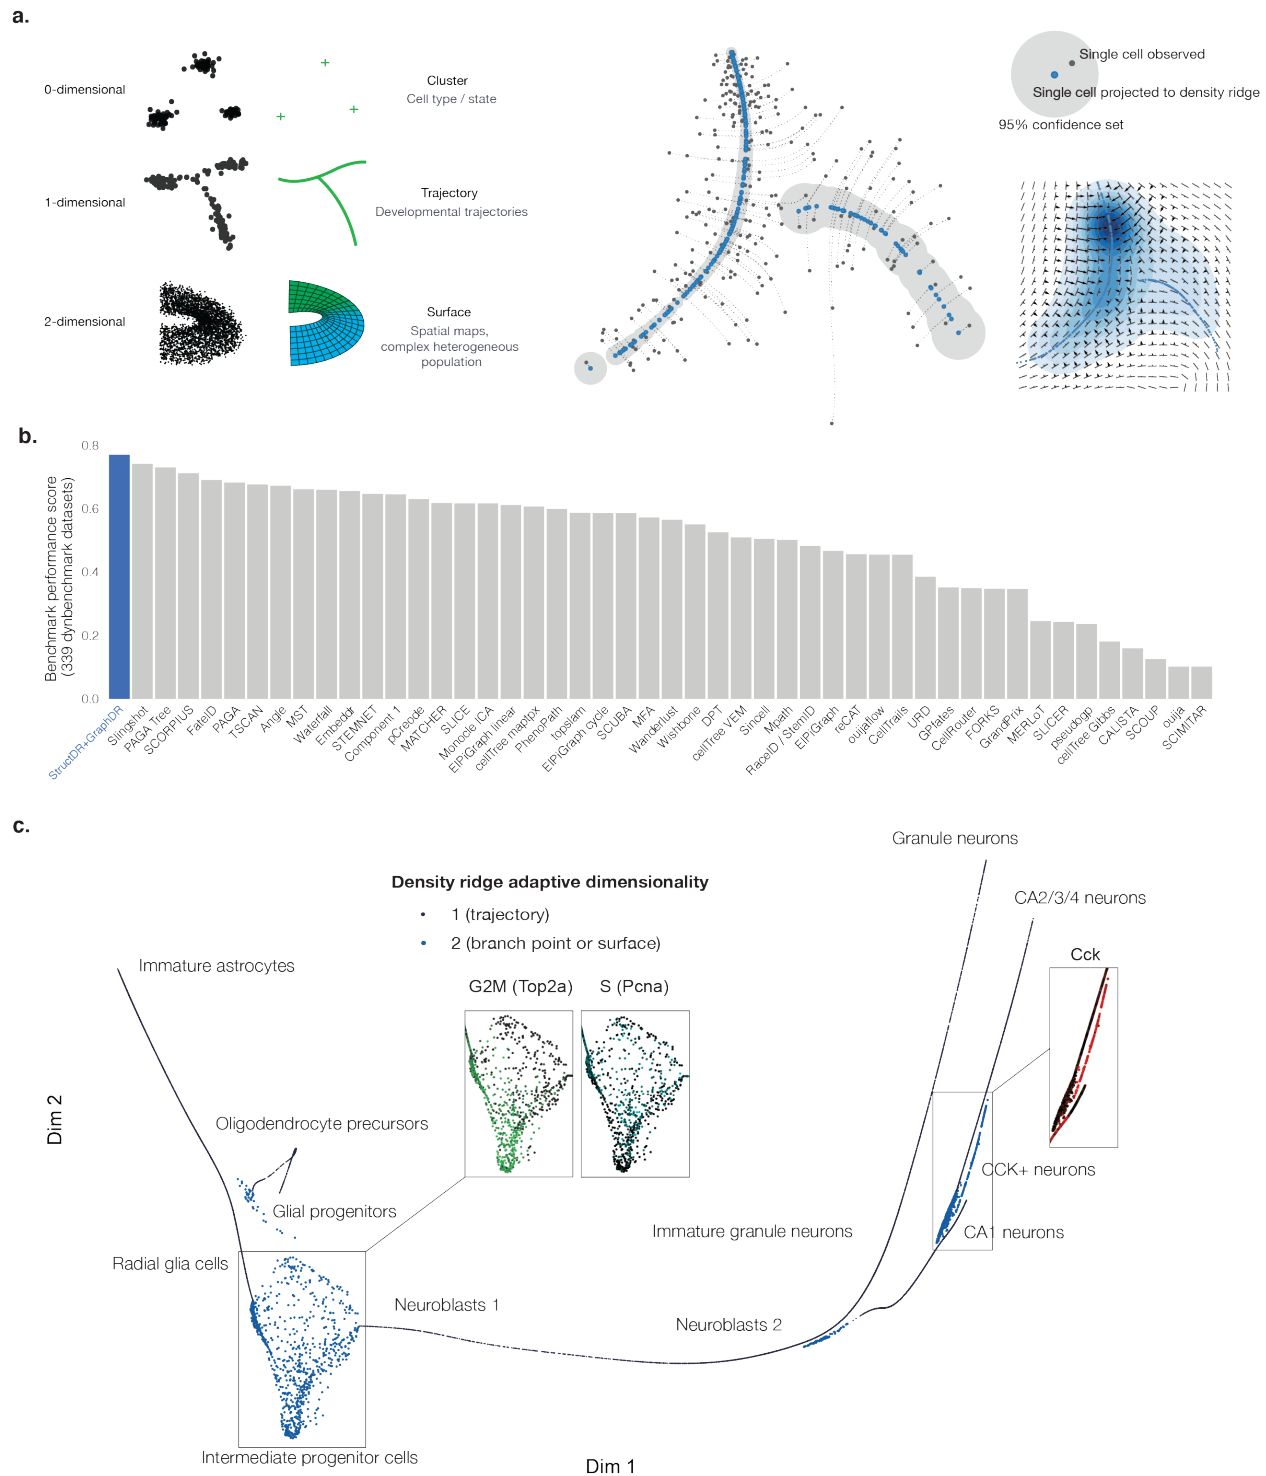 a.
0-dimensional
Cluster
Cell type / state
1-dimensional
Trajectory
Developmental trajectories
2-dimensional
Surface
Spatial maps,
complex heterogeneous
population
Single cell observed
Single cell projected to density ridge
95% confidence set
b.
Benchmark performance score
(339 dynbenchmark datasets)
0.8
0.6
0.4
0.2
0.0
StructDR+GraphDR
Slingshot
PAGA Tree
SCORPIUS
FateID
PAGA
TSCAN
Angle
MST
Waterfall
Embeddr
STEMNET
Component 1
pCreode
MATCHER
SLICE
Monocle ICA
ElPiGraph linear
cellTree maptpx
PhenoPath
topslam
ElPiGraph cycle
SCUBA
MFA
Wanderlust
Wishbone
DPT
cellTree VEM
Sincell
Mpath
RaceID / StemID
ElPiGraph
reCAT
ouijaflow
CellTrails
URD
GPfates
CellRouter
FORKS
GrandPrix
MERLoT
SLICER
pseudogp
cellTree Gibbs
CALISTA
SCOUP
ouija
SCIMITAR
c.
Density ridge adaptive dimensionality
1 (trajectory)
2 (branch point or surface)
G2M (Top2a)
S (Pcna)
Granule neurons
CA2/3/4 neurons
Cck
Immature astrocytes
Oligodendrocyte precursors
Glial progenitors
Radial glia cells
Neuroblasts 1
Intermediate progenitor cells
Immature granule neurons
Neuroblasts 2
CCK+ neurons
CA1 neurons
Dim 2
Dim 1